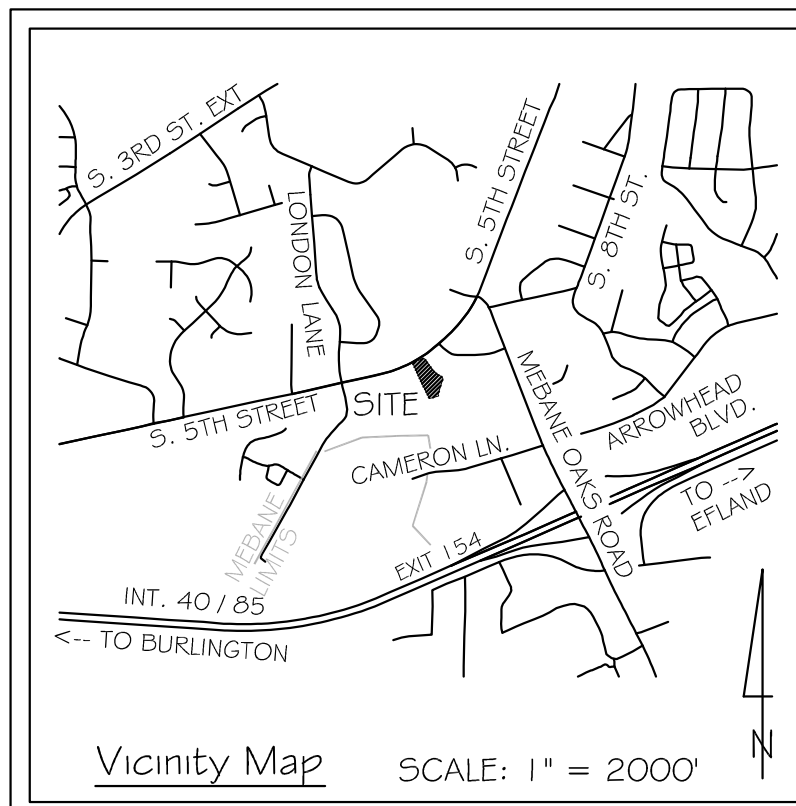 S. 3RD ST. EXT
S. 5TH STREET
S. 8TH ST.
LONDON LANE
S. 5TH STREET
SITE
MEBANE OAKS ROAD
ARROWHEAD
BLVD.
CAMERON LN.
TO -->
EFLAND
MEBANE
LIMITS
EXIT 154
INT. 40 / 85
<-- TO BURLINGTON
N
Vicinity Map
SCALE: 1" = 2000'